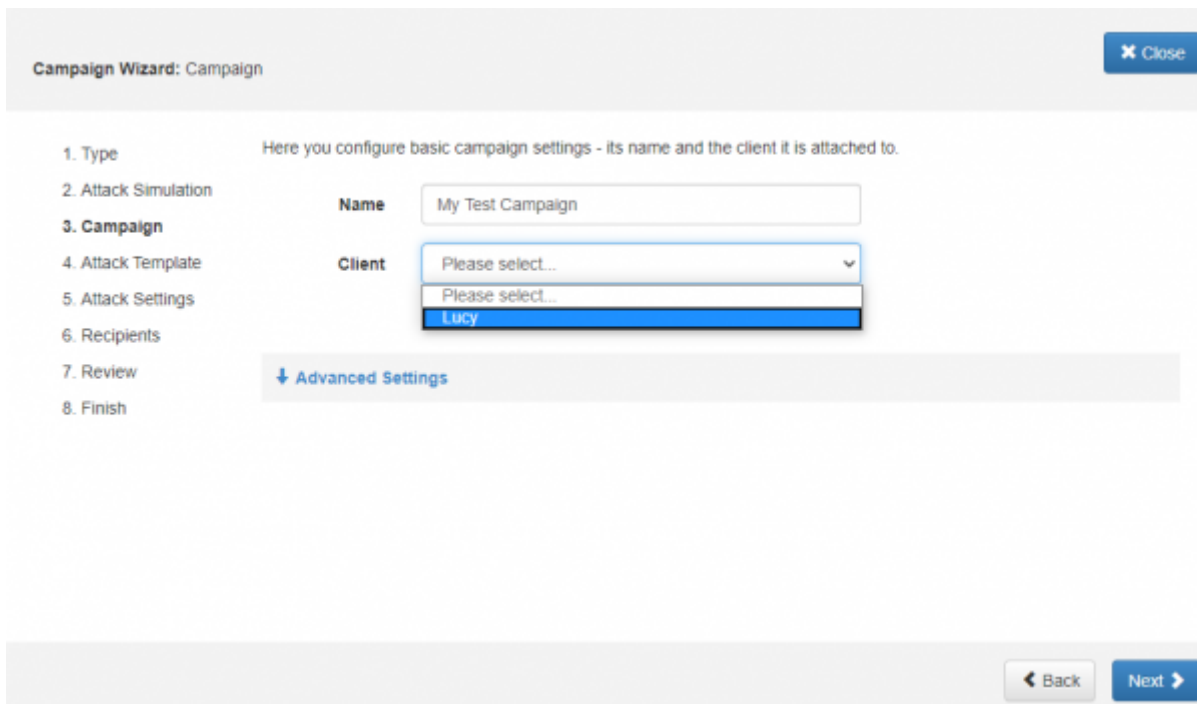 Close
Campaign Wizard: Campaign
1. Type
2. Attack Simulation
3. Campaign
4. Attack Template
5. Attack Settings
6. Recipients
7. Review
8. Finish
Here you configure basic campaign settings - its name and the client it is attached to.
Name My Test Campaign
Client Please select...
Please select...
Lucy
Advanced Settings
Back Next